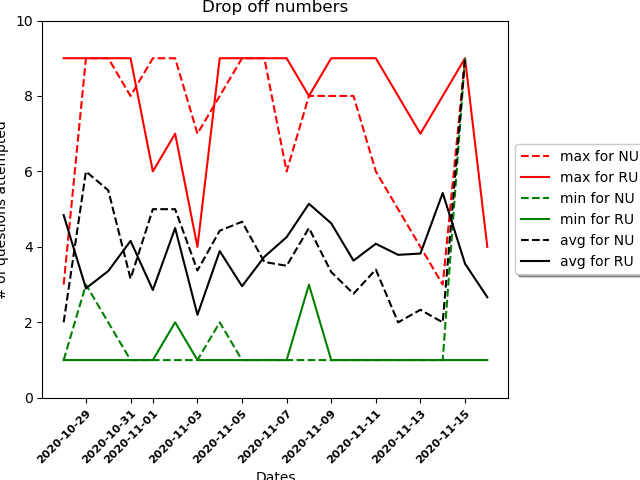 Drop off numbers
# of questions attempted
10
8
6
4
2
0
2020-10-29
2020-10-31
2020-11-01
2020-11-03
2020-11-05
2020-11-07
2020-11-09
2020-11-11
2020-11-13
2020-11-15
Dates
max for NU
max for RU
min for NU
min for RU
avg for NU
avg for RU